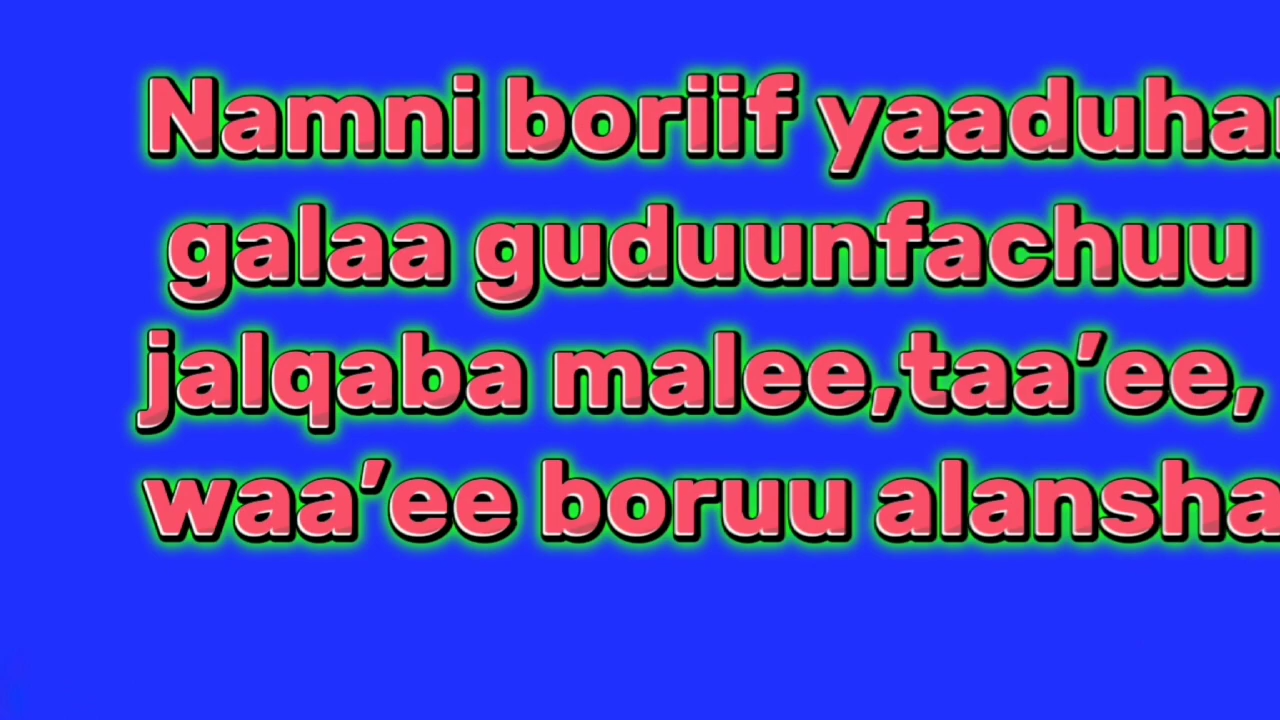 Namni boriif yaaduha
galaa guduunfachuu
jalqaba malee,taa’ee,
waa’ee boruu alansha